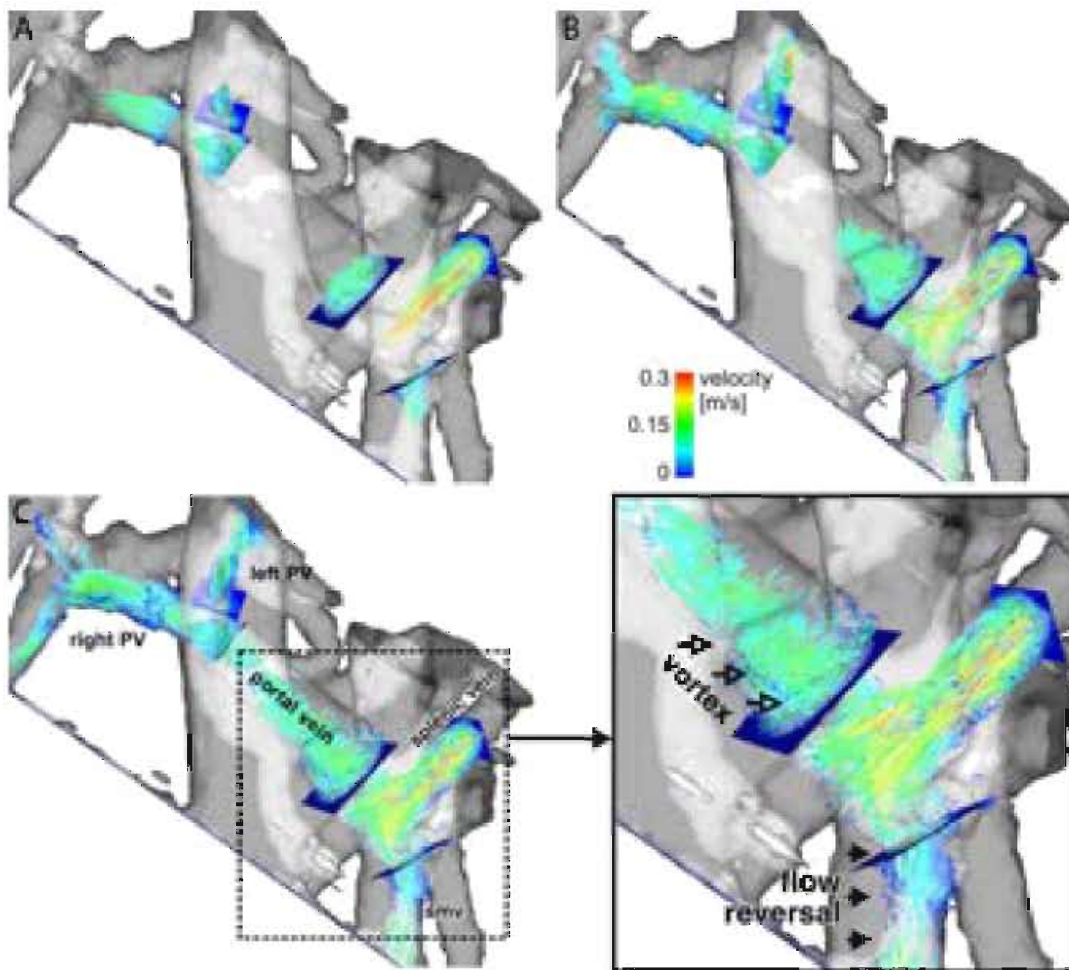 A
B
0.3 velocity
[m/s]
0.15
0
C
left PV
right PV
portal vein
splenic vein
smv
vortex
flow
reversal